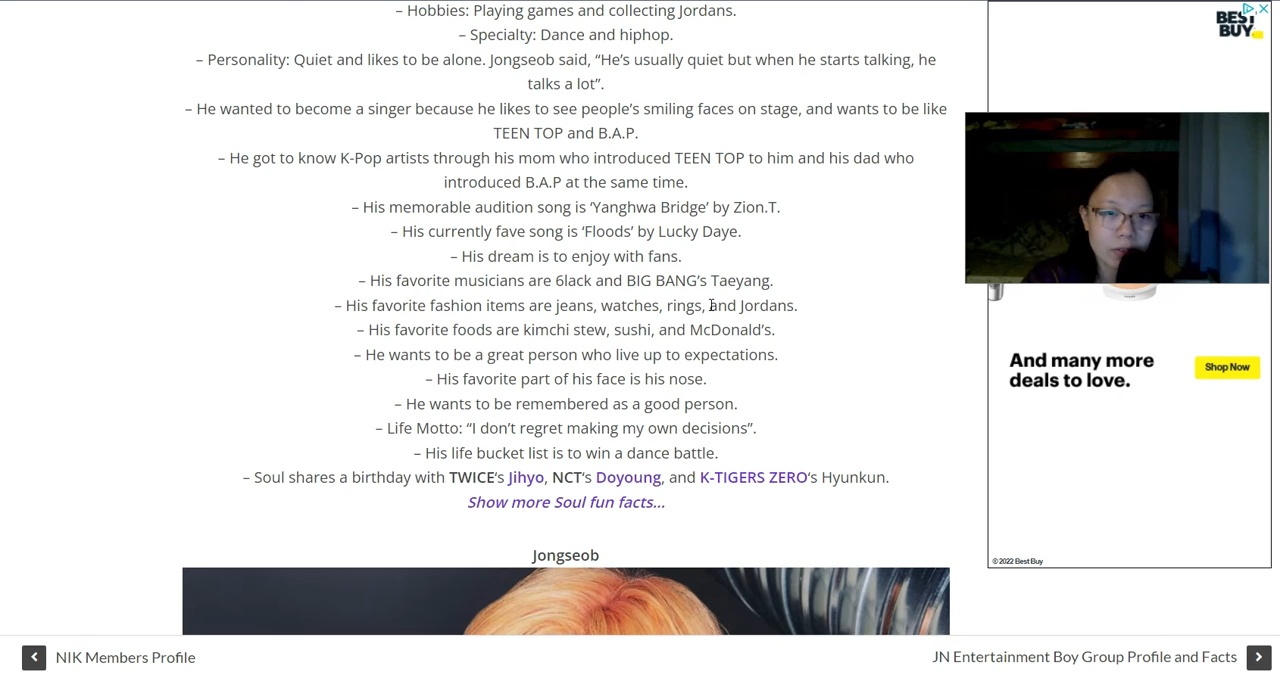 – Hobbies: Playing games and collecting Jordans.
– Specialty: Dance and hiphop.
– Personality: Quiet and likes to be alone. Jongseob said, “He’s usually quiet but when he starts talking, he
talks a lot”.
– He wanted to become a singer because he likes to see people’s smiling faces on stage, and wants to be like
TEEN TOP and B.A.P.
– He got to know K-Pop artists through his mom who introduced TEEN TOP to him and his dad who
introduced B.A.P at the same time.
– His memorable audition song is ‘Yanghwa Bridge’ by Zion.T.
– His currently fave song is ‘Floods’ by Lucky Daye.
– His dream is to enjoy with fans.
– His favorite musicians are 6lack and BIG BANG’s Taeyang.
– His favorite fashion items are jeans, watches, rings, and Jordans.
– His favorite foods are kimchi stew, sushi, and McDonald’s.
– He wants to be a great person who live up to expectations.
– His favorite part of his face is his nose.
– He wants to be remembered as a good person.
– Life Motto: “I don’t regret making my own decisions”.
– His life bucket list is to win a dance battle.
– Soul shares a birthday with TWICE‘s Jihyo, NCT‘s Doyoung, and K-TIGERS ZERO‘s Hyunkun.
Show more Soul fun facts…
Jongseob
BEST
BUY
And many more
deals to love.
Shop Now
© 2022 Best Buy
NIK Members Profile
JN Entertainment Boy Group Profile and Facts